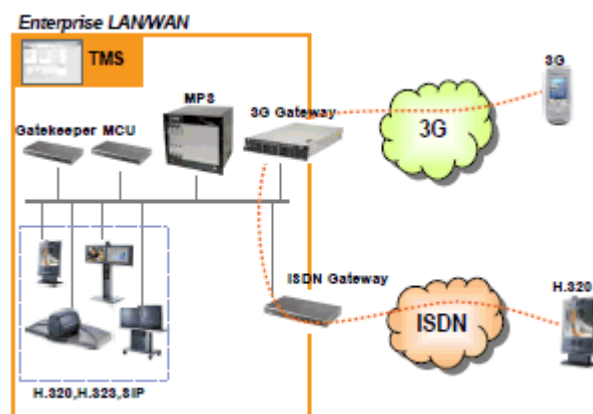 Enterprise LAN/WAN
TMS
MPS
3G
3G Gateway
Gatekeeper MCU
3G
ISDN Gateway
H.320
ISDN
H.320,H.323,SIP